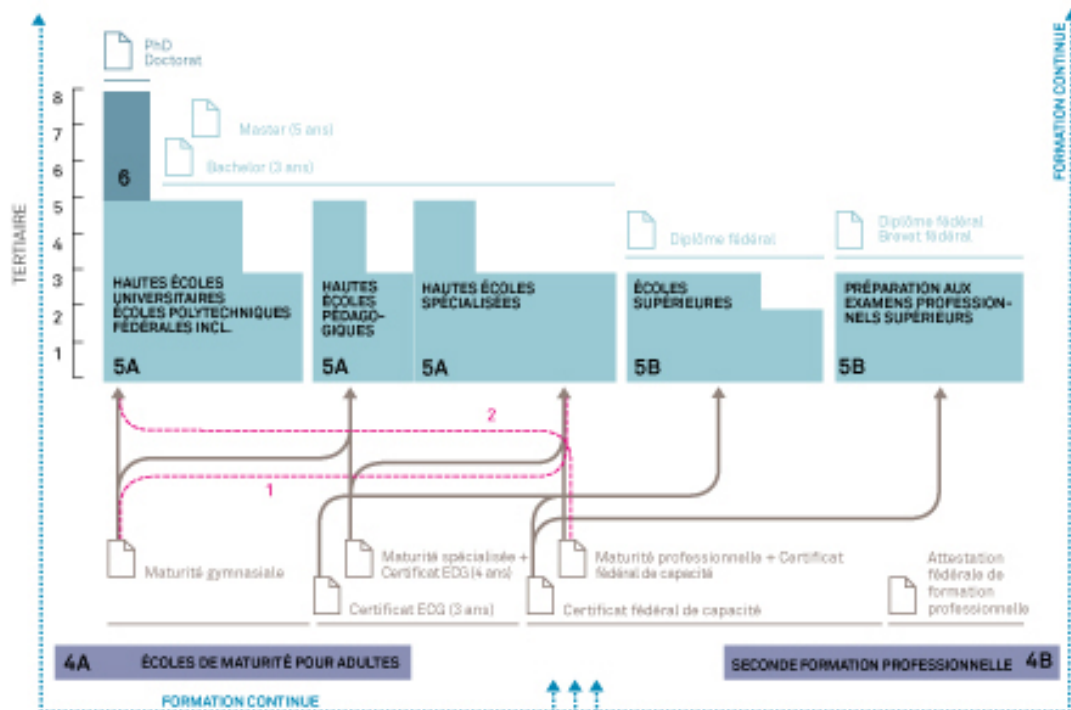 PhD
Doctorat
FORMATION CONTINUE
TERTIAIRE
8
7
6
5
4
3
2
1
Master (5 ans)
Bachelor (3 ans)
6
Diplôme fédéral
Diplôme fédéral
Brevet fédéral
HAUTES ÉCOLES
UNIVERSITAIRES
ÉCOLES POLYTECHNIQUES
FÉDÉRALES INCL.
5A
HAUTES
ÉCOLES
PÉDAGO-
GIQUES
5A
HAUTES ÉCOLES
SPÉCIALISÉES
5A
ÉCOLES
SUPÉRIEURES
5B
PRÉPARATION AUX
EXAMENS PROFESSION-
NELS SUPÉRIEURS
5B
2
1
Maturité gymnasiale
Maturité spécialisée +
Certificat ECG (4 ans)
Maturité professionnelle + Certificat
fédéral de capacité
Attestation
fédérale de
formation
professionnelle
Certificat ECG (3 ans)
Certificat fédéral de capacité
4A ÉCOLES DE MATURITÉ POUR ADULTES
SECONDE FORMATION PROFESSIONNELLE 4B
FORMATION CONTINUE